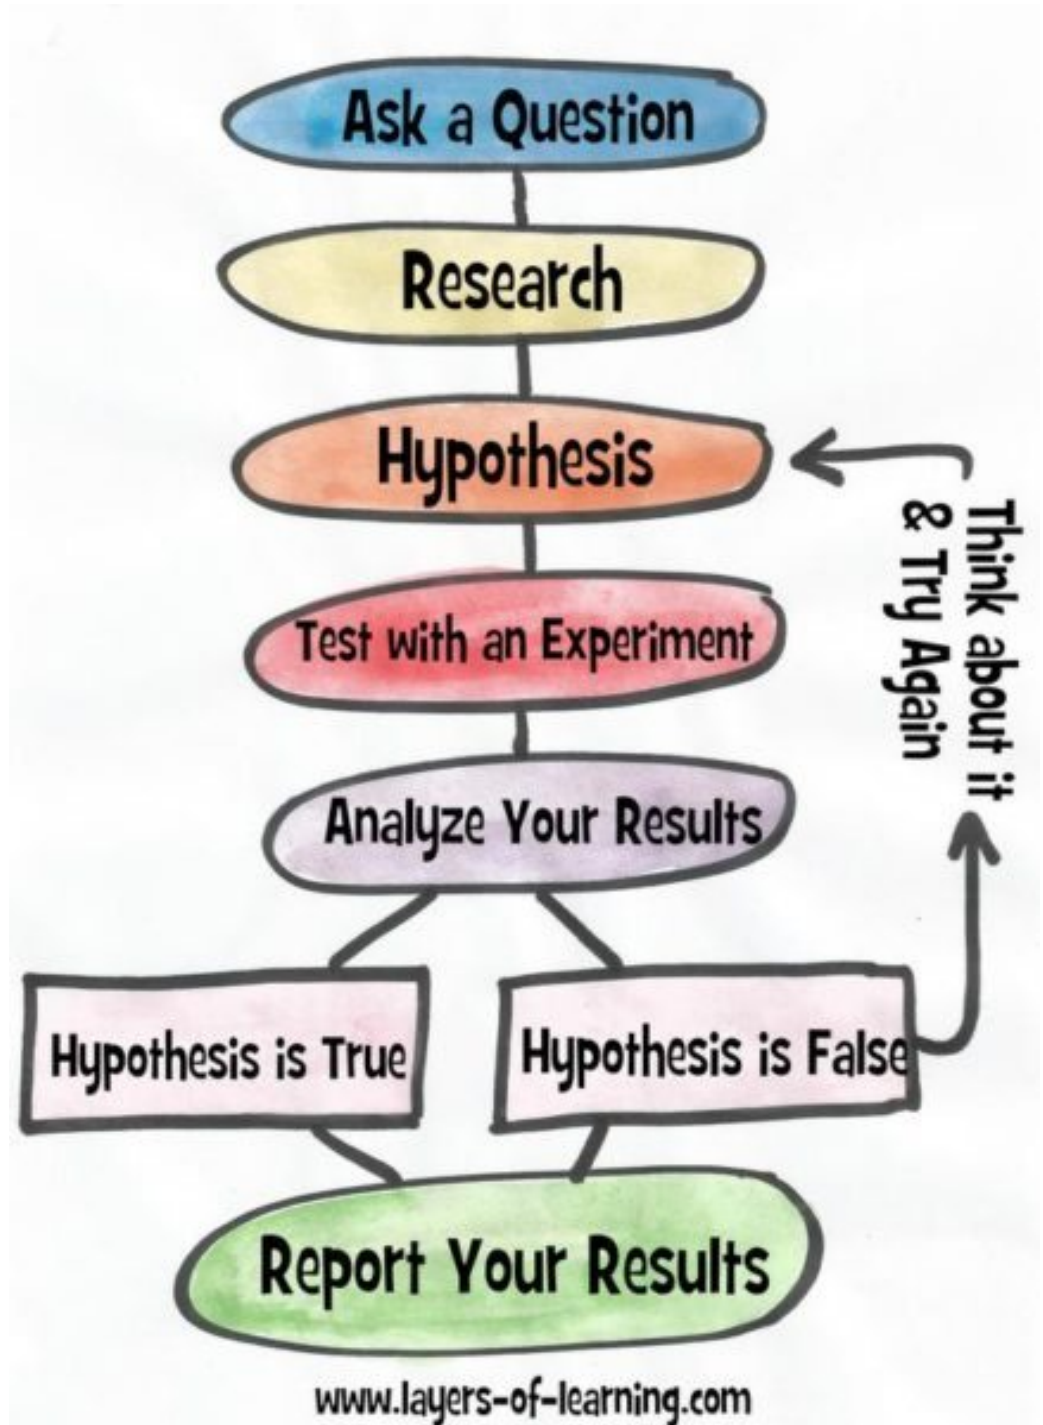 Ask a Question
Research
Hypothesis
Think about it
& Try Again
Test with an Experiment
Analyze Your Results
Hypothesis is True
Hypothesis is False
Report Your Results
www.layers-of-learning.com